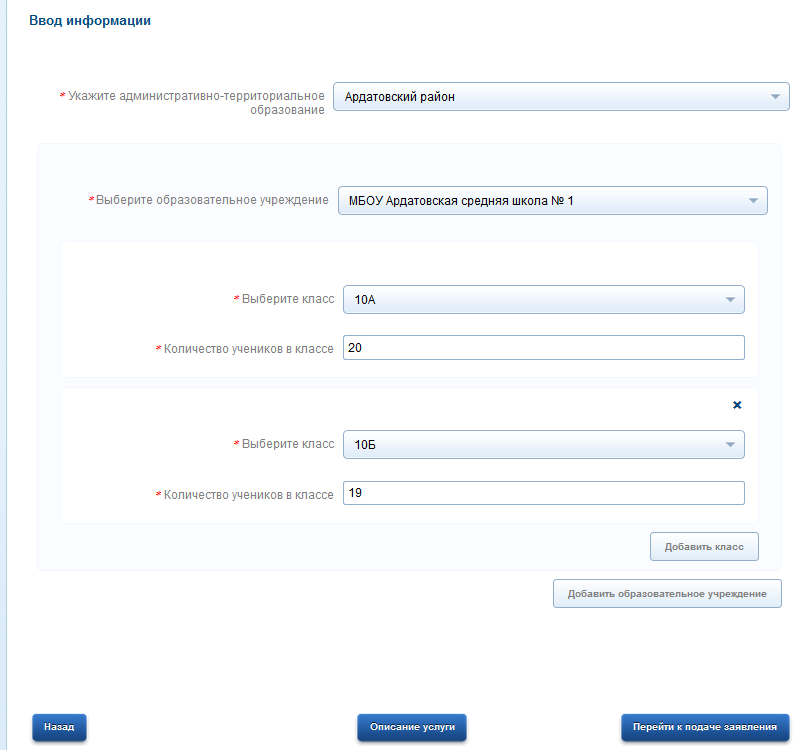 Ввод информации
* Укажите административно-территориальное
образование
Ардатовский район
* Выберите образовательное учреждение
МБОУ Ардатовская средняя школа № 1
* Выберите класс
10А
* Количество учеников в классе
20
* Выберите класс
10Б
* Количество учеников в классе
19
Добавить класс
Добавить образовательное учреждение
Назад
Описание услуги
Перейти к подаче заявления